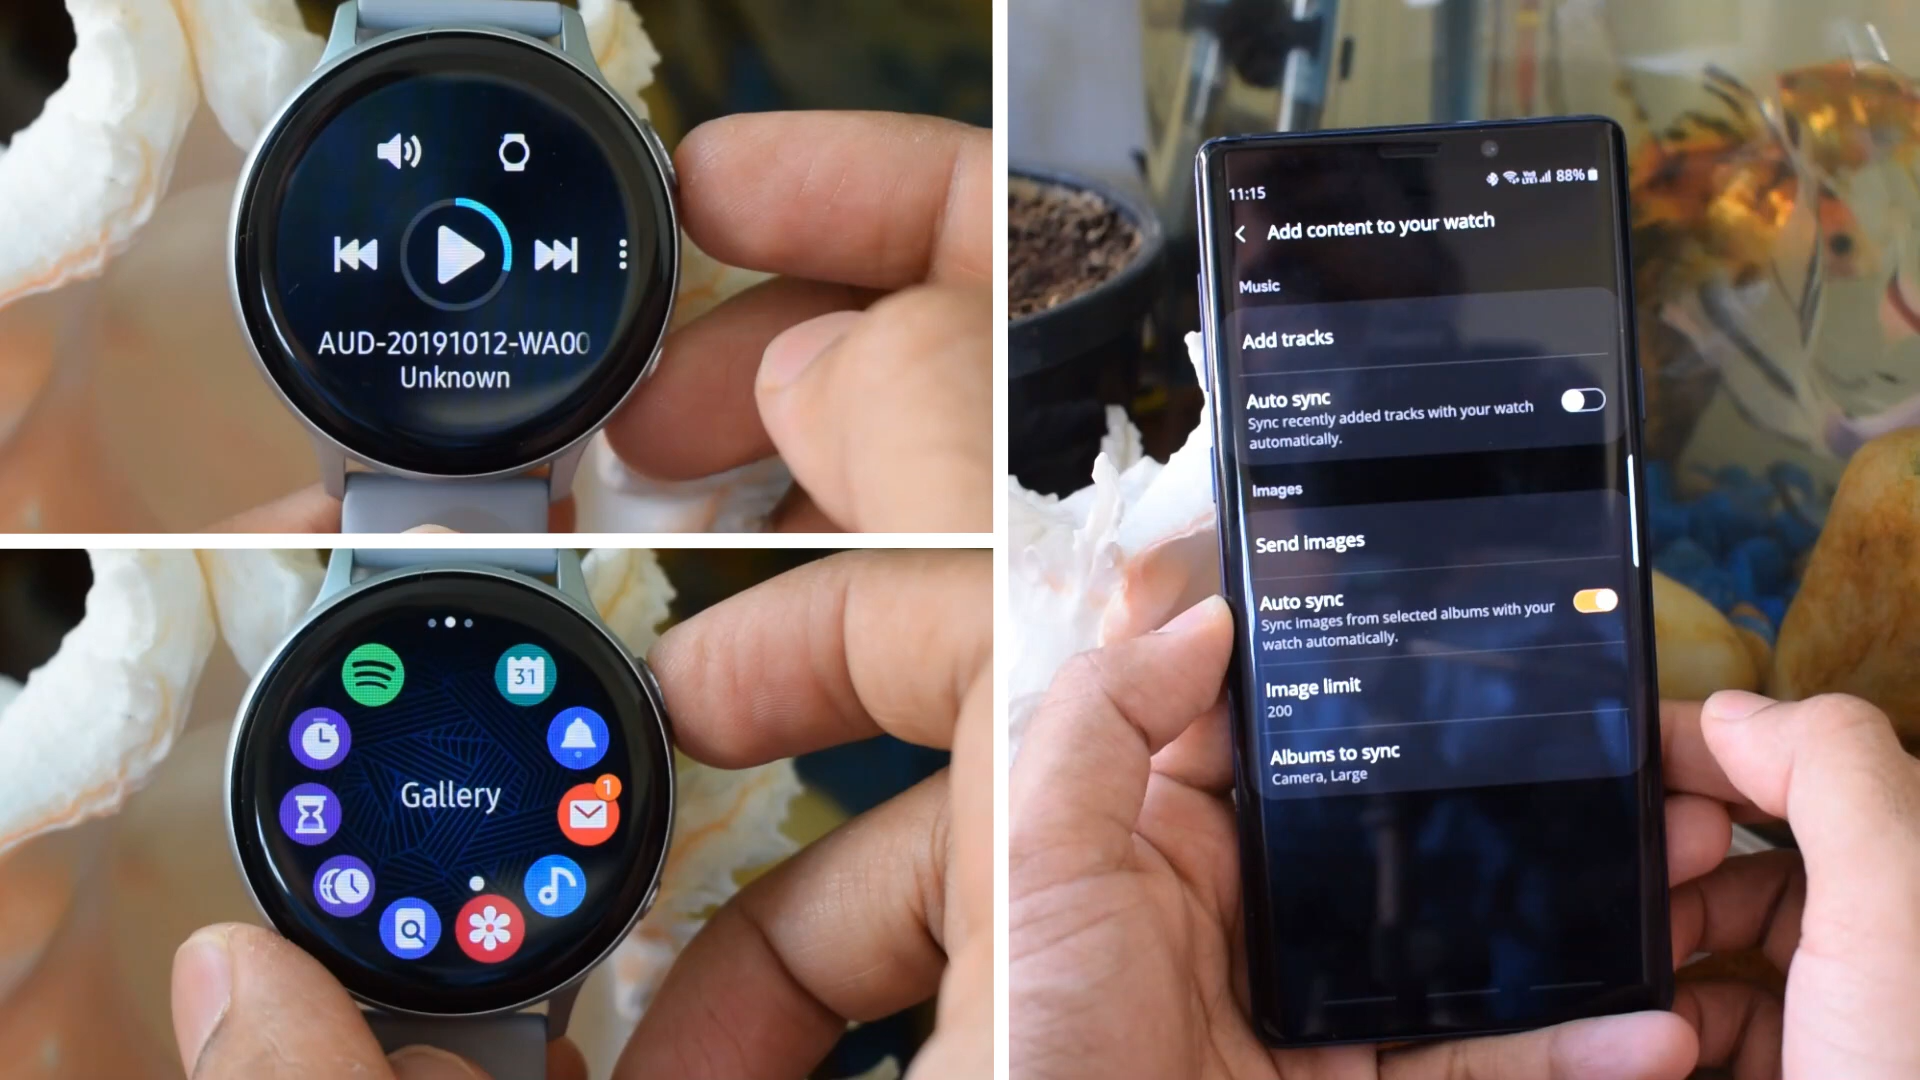 AUD-20191012-WA00
Unknown
31
1
Gallery
11:15
88%
Add content to your watch
Music
Add tracks
Auto sync
Sync recently added tracks with your watch
automatically.
Images
Send images
Auto sync
Sync images from selected albums with your
watch automatically.
Image limit
200
Albums to sync
Camera, Large